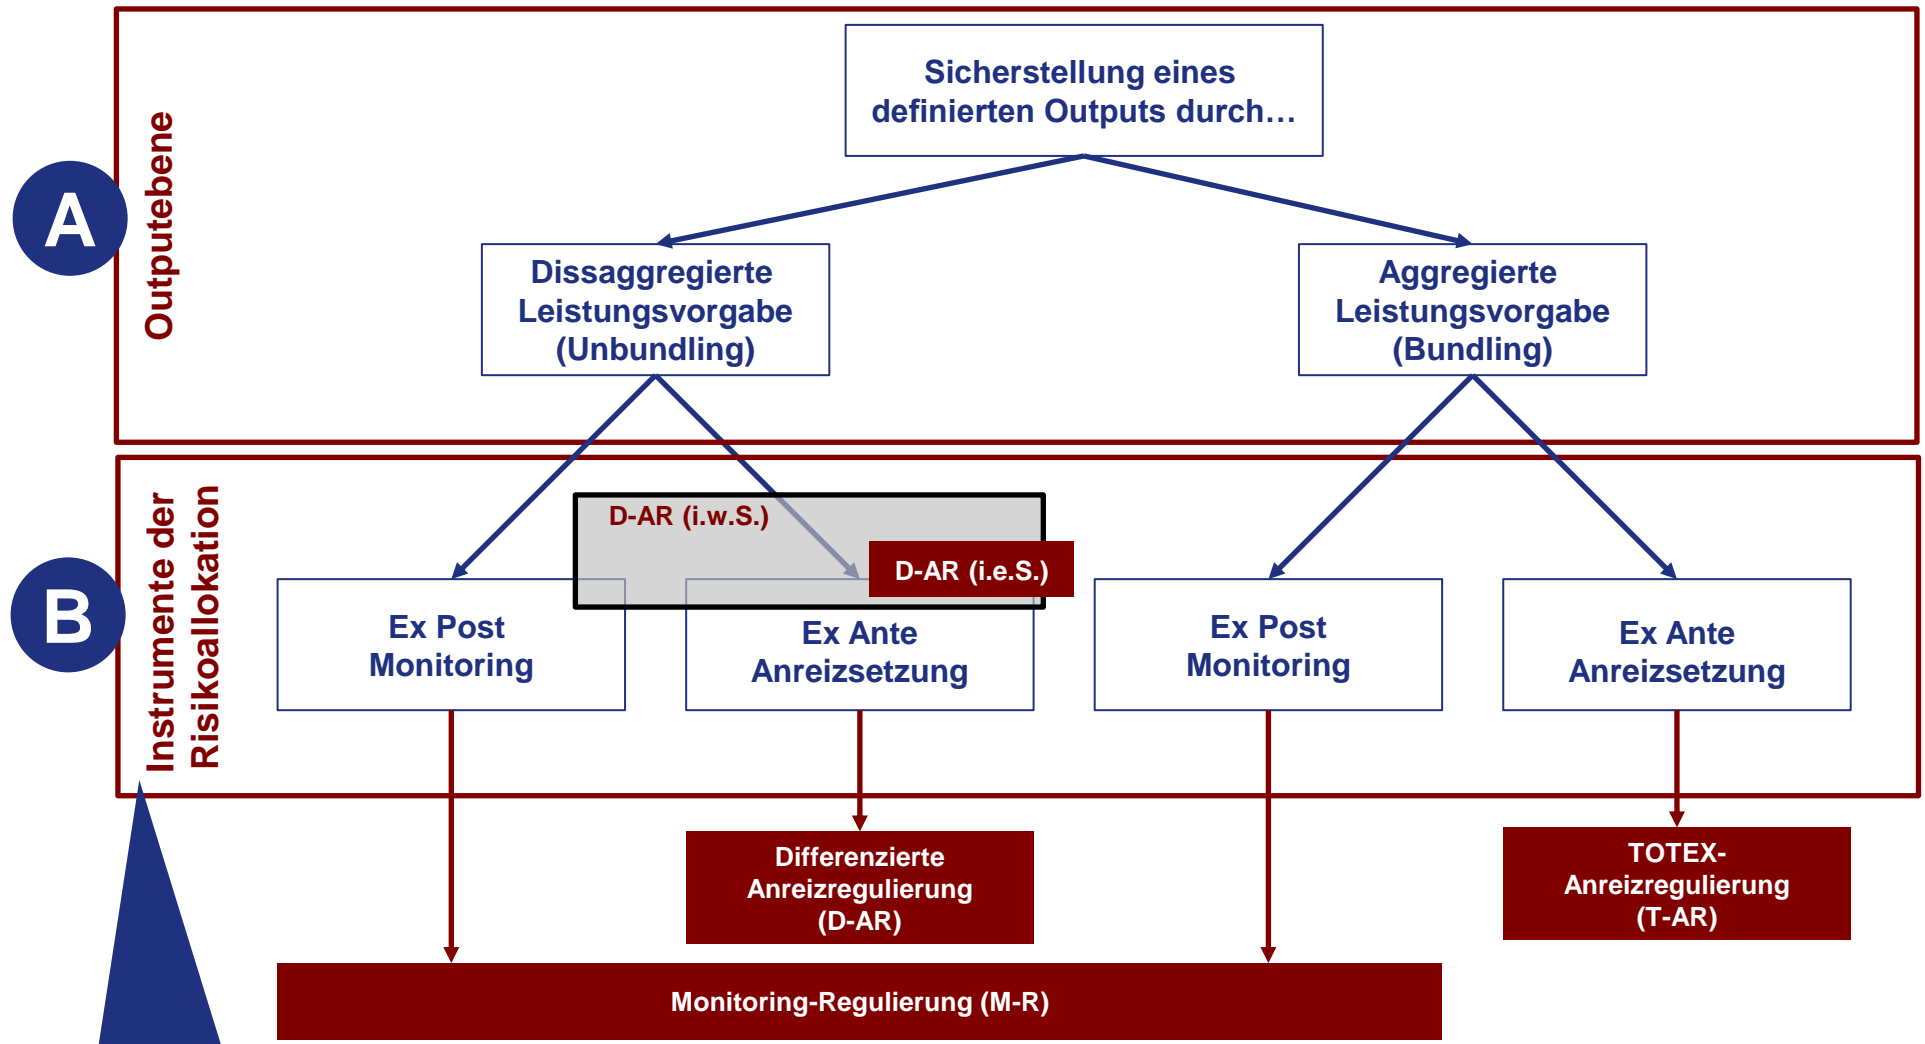 Sicherstellung eines
definierten Outputs durch…
A
Outputebene
Dissaggregierte
Leistungsvorgabe
(Unbundling)
Aggregierte
Leistungsvorgabe
(Bundling)
B
Instrumente der
Risikoallokation
D-AR (i.w.S.)
D-AR (i.e.S.)
Ex Post
Monitoring
Ex Ante
Anreizsetzung
Ex Post
Monitoring
Ex Ante
Anreizsetzung
Differenzierte
Anreizregulierung
(D-AR)
TOTEX-
Anreizregulierung
(T-AR)
Monitoring-Regulierung (M-R)